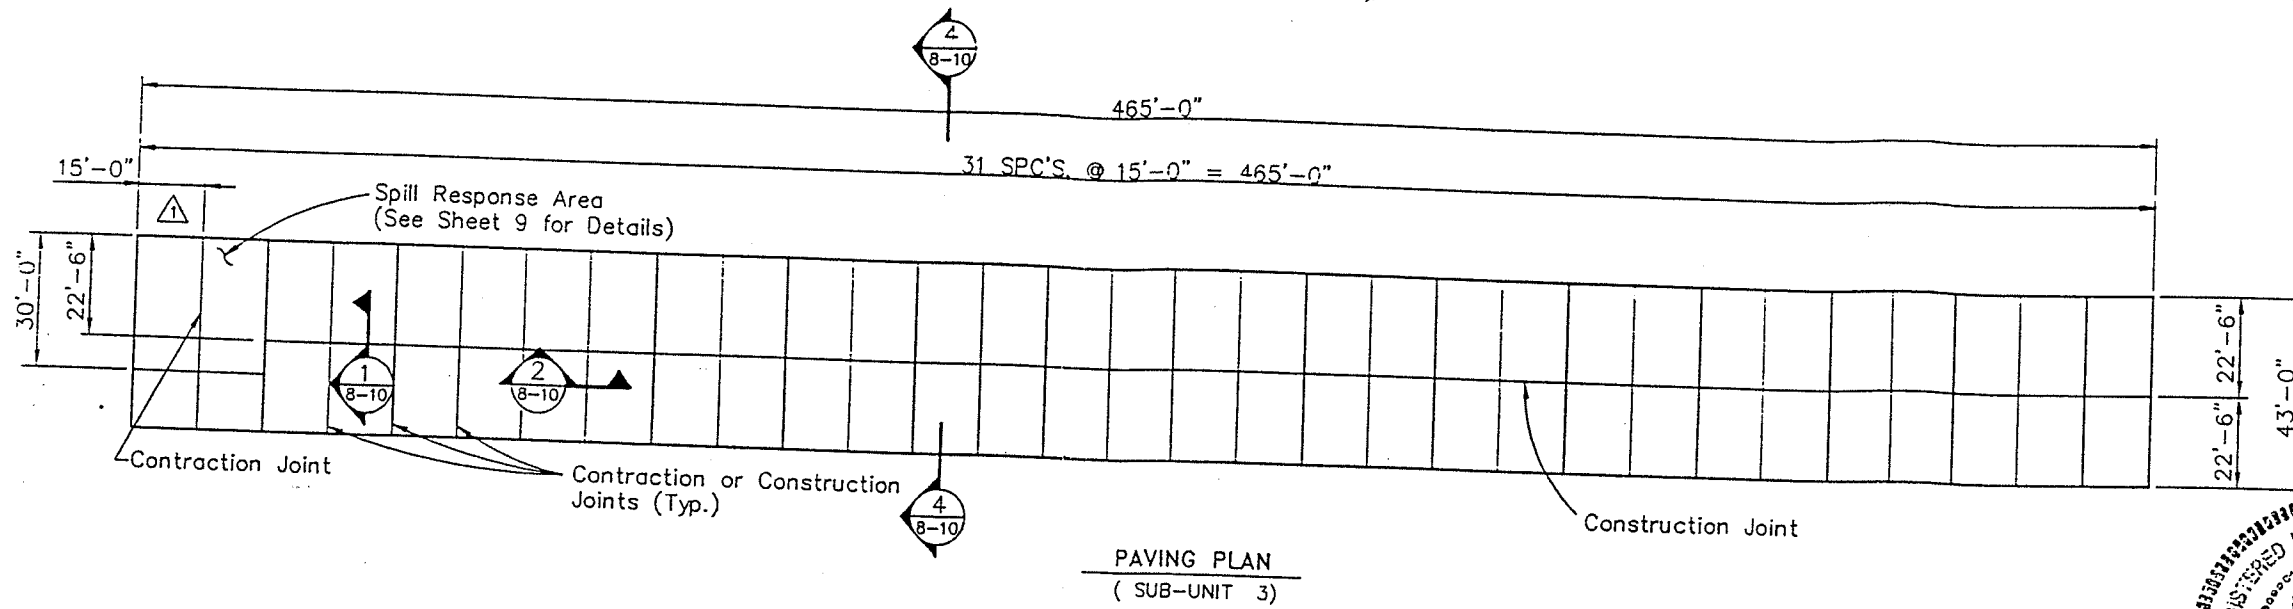 4
8-10
465'-0"
31 SPC'S. @ 15'-0" = 465'-0"
15'-0"
1
Spill Response Area
(See Sheet 9 for Details)
30'-0"
22'-6"
1
8-10
2
8-10
22'-6"
22'-6"
43'-0"
Contraction Joint
Contraction or Construction
Joints (Typ.)
4
8-10
Construction Joint
PAVING PLAN
( SUB-UNIT 3)